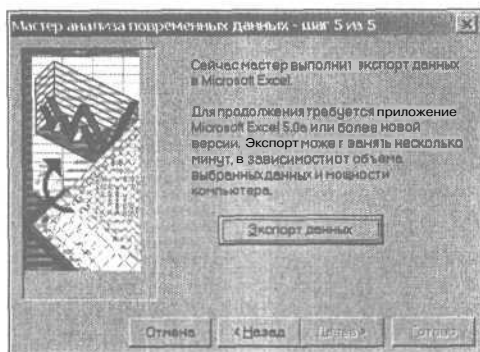 Мастер анализа повременных данных - шаг 5 из 5
Сейчас мастер выполнит экспорт данных
в Microsoft Excel.
Для продолжения требуется приложение
Microsoft Excel 5.0a или более новой
версии. Экспорт может занять несколько
минут, в зависимости от объема
выбранных данных и мощности
компьютера.
Экспорт данных
Отмена
< Назад
Далее >
Готово